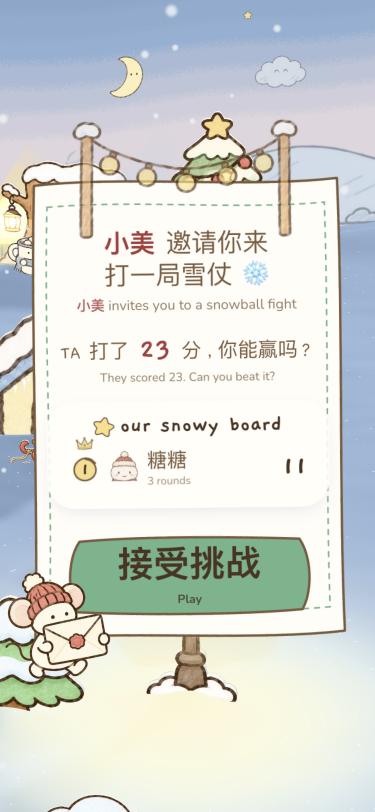 小美 邀请你来
打一局雪仗
小美 invites you to a snowball fight
TA 打了 23 分，你能赢吗？
They scored 23. Can you beat it?
our snowy board
1 糖糖 11
3 rounds
接受挑战
Play